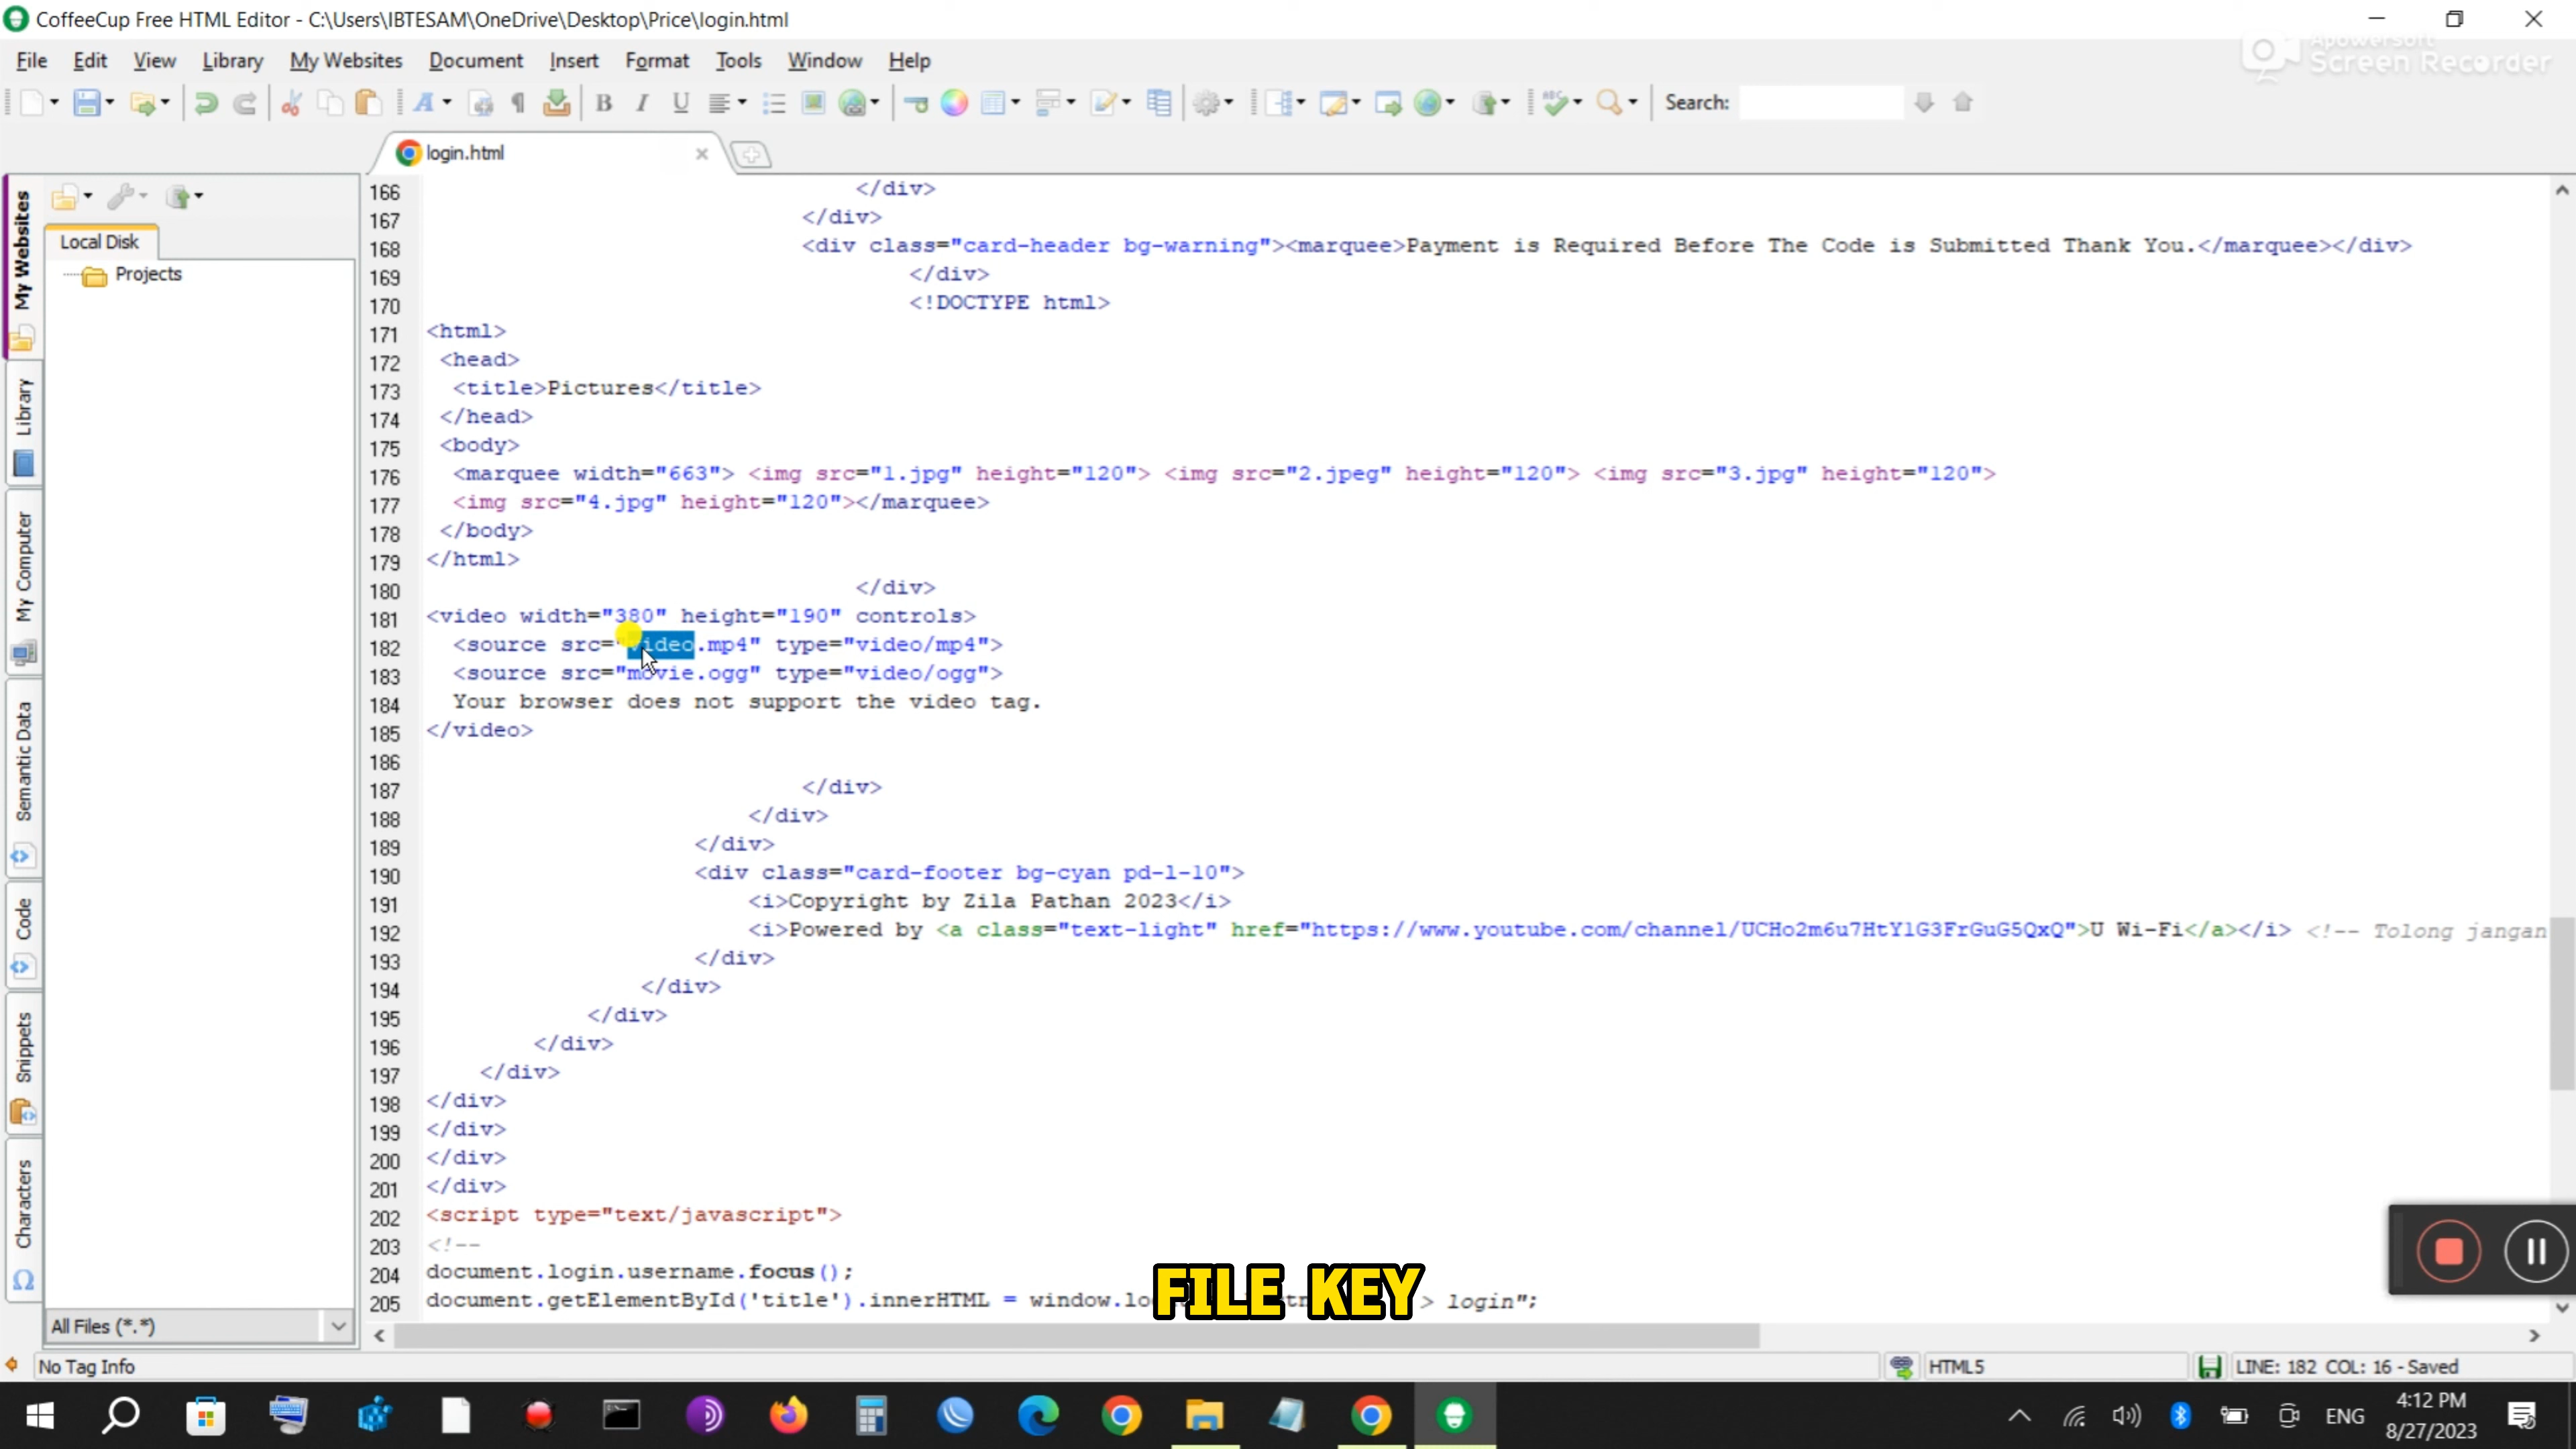 CoffeeCup Free HTML Editor - C:\Users\IBTESAM\OneDrive\Desktop\Price\login.html
Apowersoft
Screen Recorder
File Edit View Library My Websites Document Insert Format Tools Window Help
Search:
login.html
My Websites
Library
My Computer
Semantic Data
Code
Snippets
Characters
Local Disk
Projects
166 </div>
167 </div>
168 <div class="card-header bg-warning"><marquee>Payment is Required Before The Code is Submitted Thank You.</marquee></div>
169 </div>
170 <!DOCTYPE html>
171 <html>
172 <head>
173 <title>Pictures</title>
174 </head>
175 <body>
176 <marquee width="663"> <img src="1.jpg" height="120"> <img src="2.jpeg" height="120"> <img src="3.jpg" height="120">
177 <img src="4.jpg" height="120"></marquee>
178 </body>
179 </html>
180 </div>
181 <video width="380" height="190" controls>
182 <source src="video.mp4" type="video/mp4">
183 <source src="movie.ogg" type="video/ogg">
184 Your browser does not support the video tag.
185 </video>
186
187 </div>
188 </div>
189 </div>
190 <div class="card-footer bg-cyan pd-l-10">
191 <i>Copyright by Zila Pathan 2023</i>
192 <i>Powered by <a class="text-light" href="https://www.youtube.com/channel/UCHo2m6u7HtYlG3FrGuG5QxQ">U Wi-Fi</a></i> <!-- Tolong jangan
193 </div>
194 </div>
195 </div>
196 </div>
197 </div>
198 </div>
199 </div>
200 </div>
201 </div>
202 <script type="text/javascript">
203 <!--
204 document.login.username.focus();
205 document.getElementById('title').innerHTML = window.lo > login";
FILE KEY
All Files (*.*)
No Tag Info
HTML5
LINE: 182 COL: 16 - Saved
ENG
4:12 PM
8/27/2023